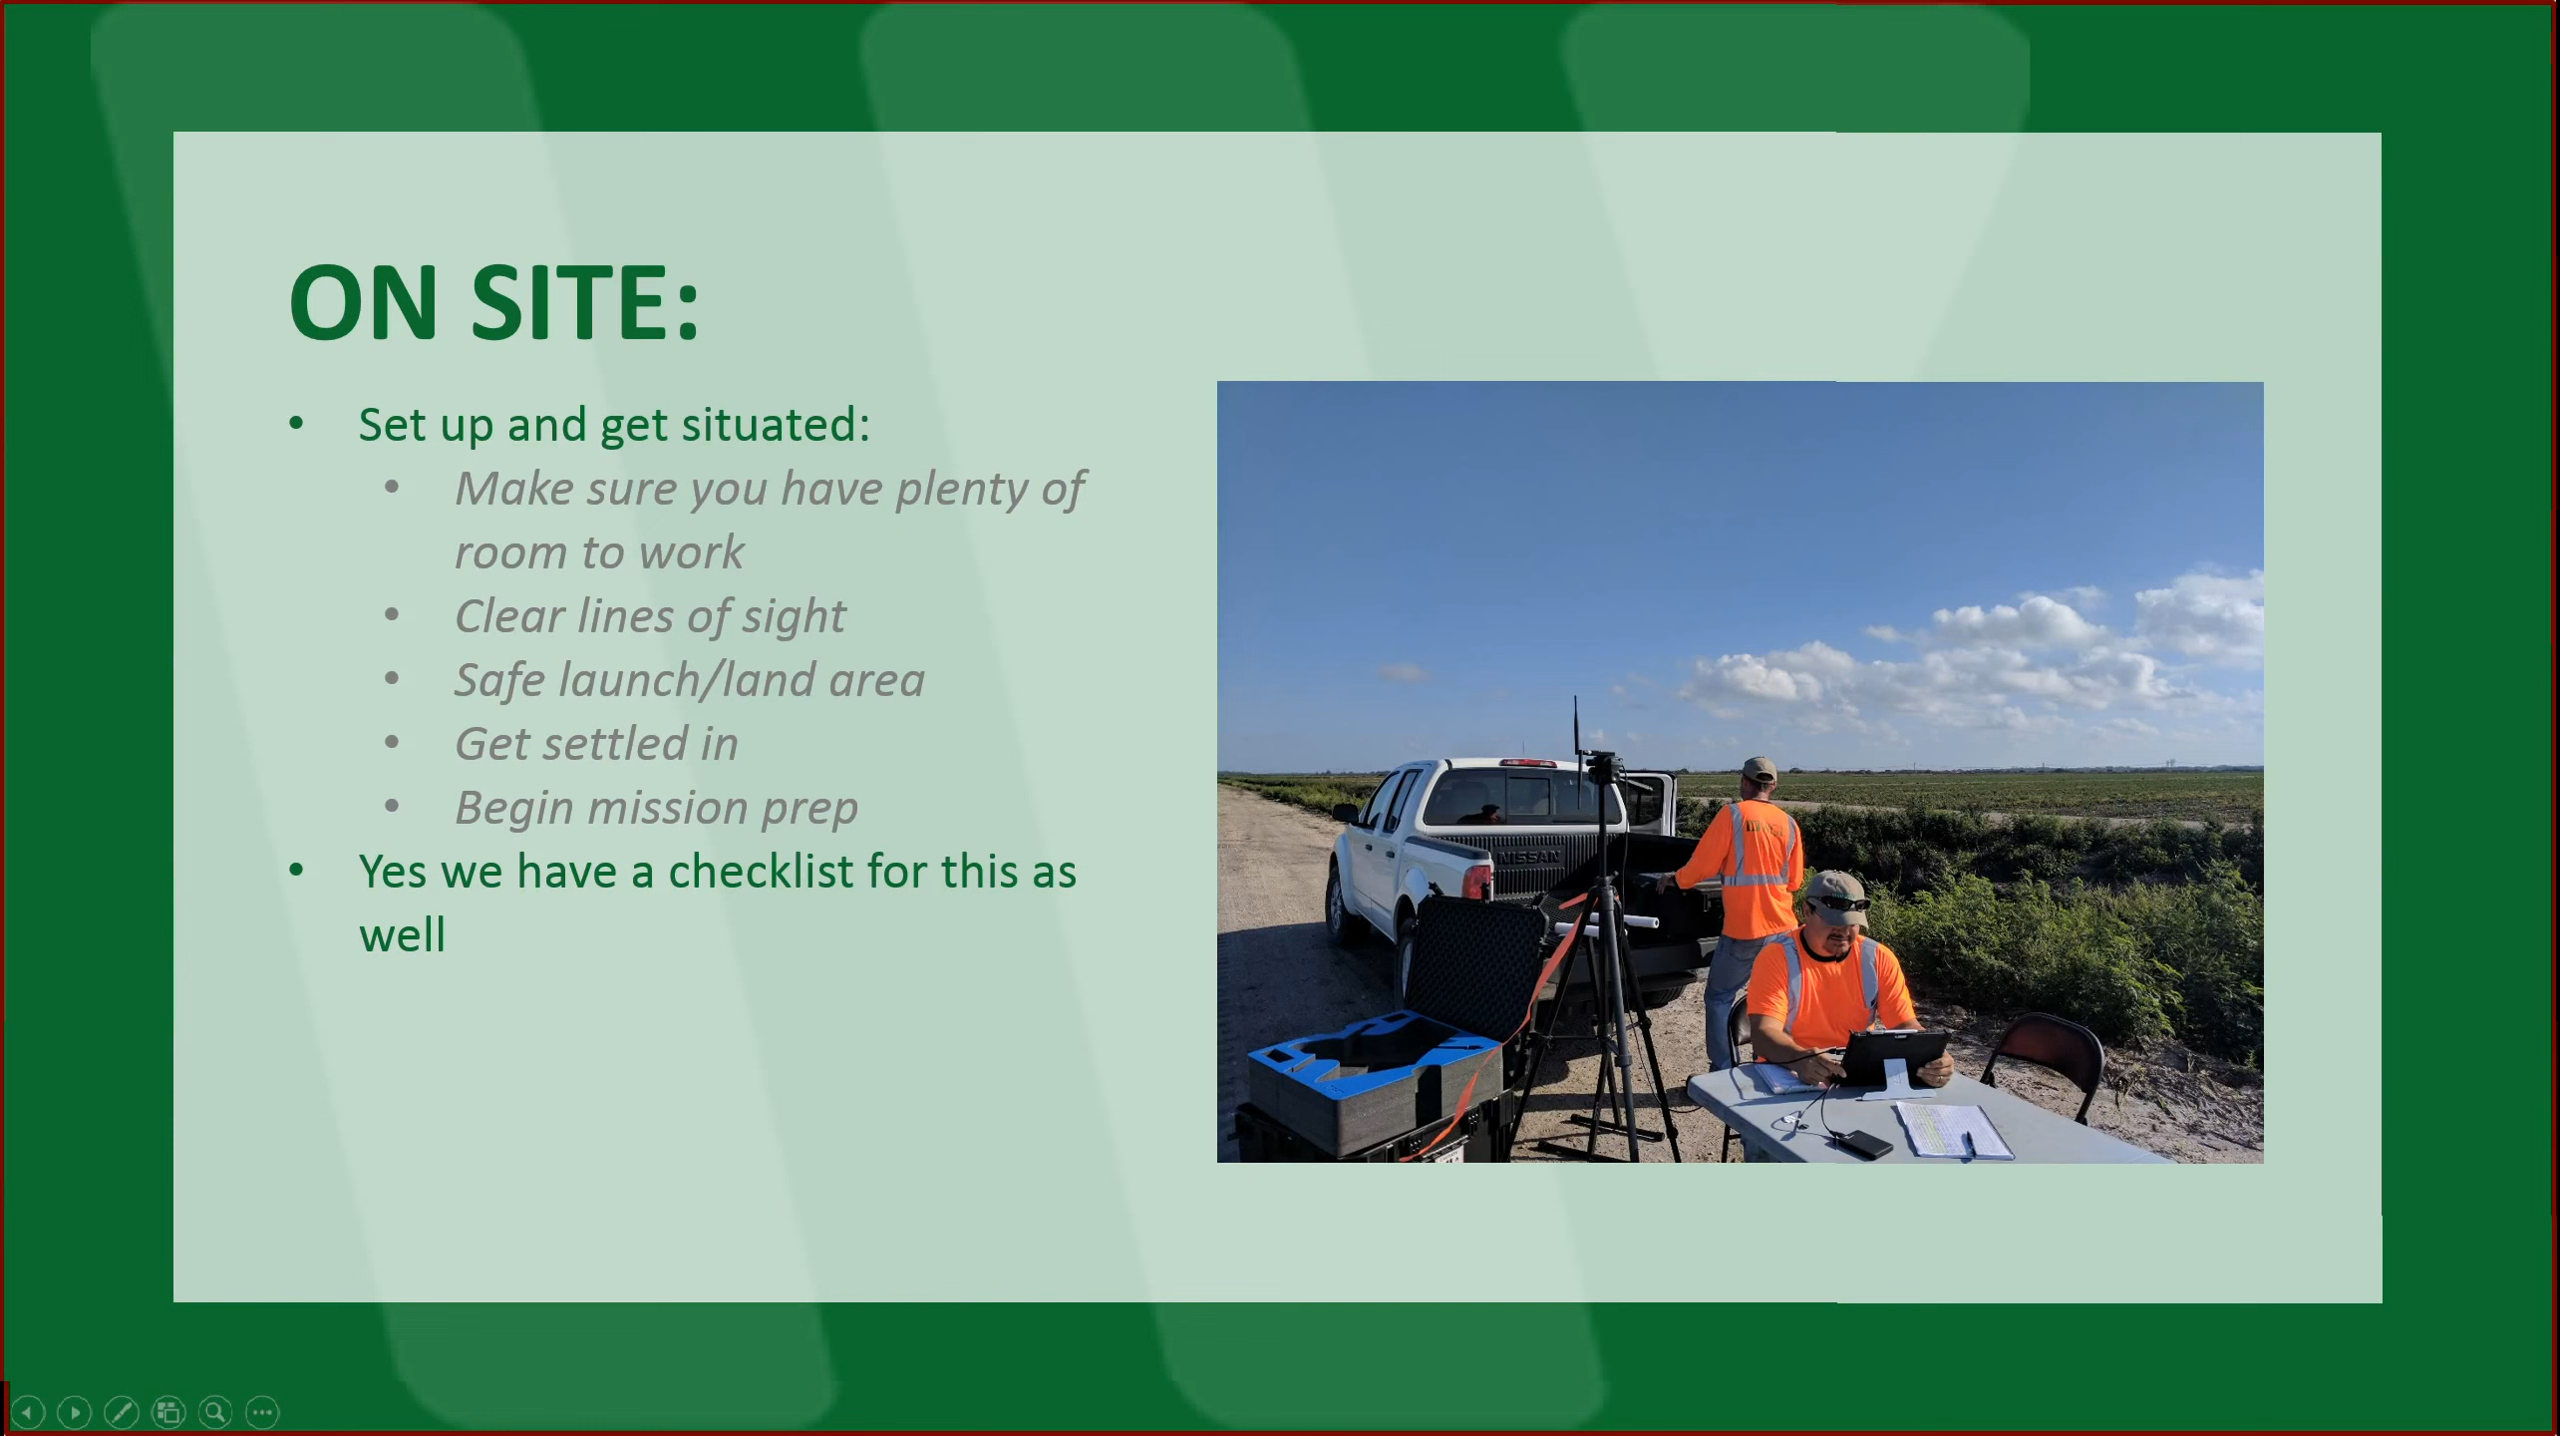 ON SITE:
• Set up and get situated:
• Make sure you have plenty of
room to work
• Clear lines of sight
• Safe launch/land area
• Get settled in
• Begin mission prep
• Yes we have a checklist for this as
well
NISSAN